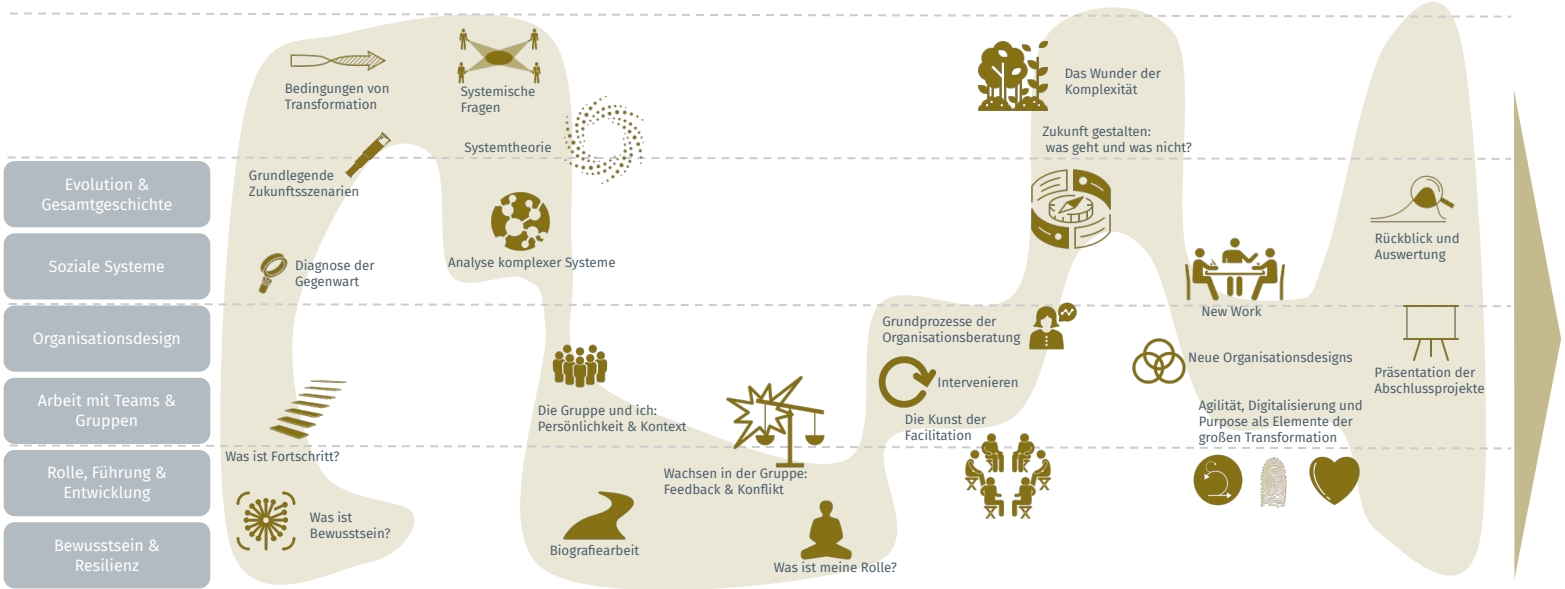 Evolution &
Gesamtgeschichte
Soziale Systeme
Organisationsdesign
Arbeit mit Teams &
Gruppen
Rolle, Führung &
Entwicklung
Bewusstsein &
Resilienz
Bedingungen von
Transformation
Grundlegende
Zukunftsszenarien
Diagnose der
Gegenwart
Was ist Fortschritt?
Was ist
Bewusstsein?
Systemische
Fragen
Systemtheorie
Analyse komplexer Systeme
Die Gruppe und ich:
Persönlichkeit & Kontext
Biografiearbeit
Wachsen in der Gruppe:
Feedback & Konflikt
Was ist meine Rolle?
Grundprozesse der
Organisationsberatung
Intervenieren
Die Kunst der
Facilitation
Das Wunder der
Komplexität
Zukunft gestalten:
was geht und was nicht?
New Work
Neue Organisationsdesigns
Agilität, Digitalisierung und
Purpose als Elemente der
großen Transformation
Rückblick und
Auswertung
Präsentation der
Abschlussprojekte